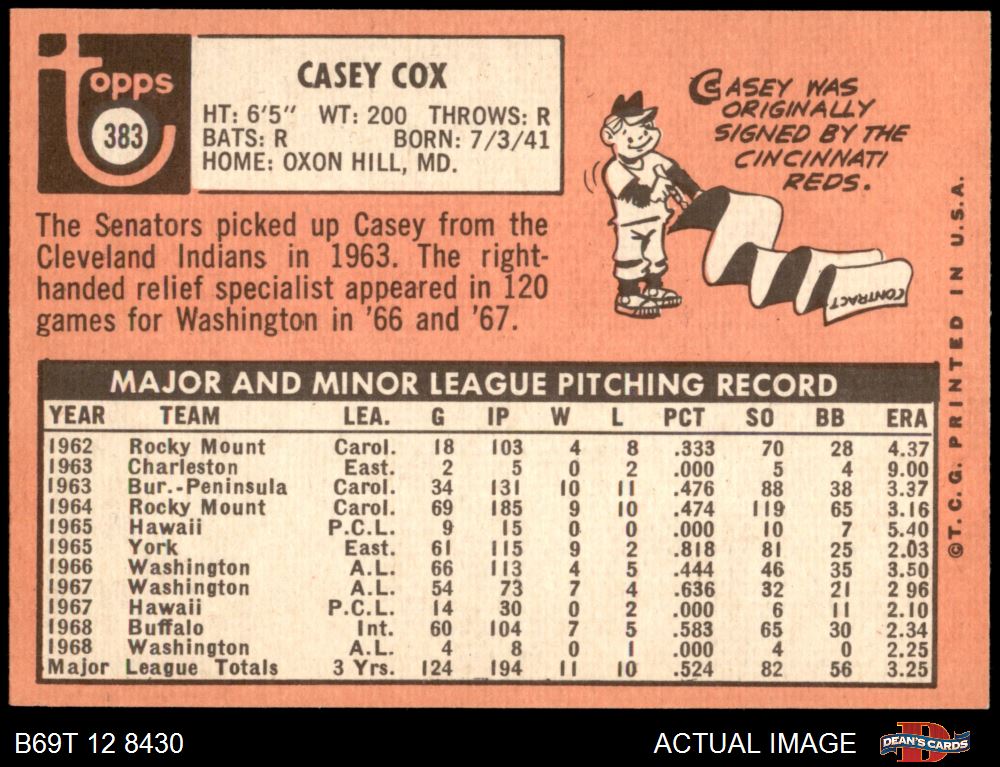 Topps
383
CASEY COX
HT: 6'5" WT: 200 THROWS: R
BATS: R BORN: 7/3/41
HOME: OXON HILL, MD.
CASEY WAS
ORIGINALLY
SIGNED BY THE
CINCINNATI
REDS.
CONTRACT
The Senators picked up Casey from the
Cleveland Indians in 1963. The right-
handed relief specialist appeared in 120
games for Washington in '66 and '67.
MAJOR AND MINOR LEAGUE PITCHING RECORD
YEAR TEAM LEA. G IP W L PCT SO BB ERA
1962 Rocky Mount Carol. 18 103 4 8 .333 70 28 4.37
1963 Charleston East. 2 5 0 2 .000 5 4 9.00
1963 Bur.-Peninsula Carol. 34 131 10 11 .476 88 38 3.37
1964 Rocky Mount Carol. 69 185 9 10 .474 119 65 3.16
1965 Hawaii P.C.L. 9 15 0 0 .000 10 7 5.40
1965 York East. 61 115 9 2 .818 81 25 2.03
1966 Washington A.L. 66 113 4 5 .444 46 35 3.50
1967 Washington A.L. 54 73 7 4 .636 32 21 2 96
1967 Hawaii P.C.L. 14 30 0 2 .000 6 11 2.10
1968 Buffalo Int. 60 104 7 5 .583 65 30 2.34
1968 Washington A.L. 4 8 0 1 .000 4 0 2.25
Major League Totals 3 Yrs. 124 194 11 10 .524 82 56 3.25
©T.C.G. PRINTED IN U.S.A.
B69T 12 8430
ACTUAL IMAGE
DEAN'S CARDS